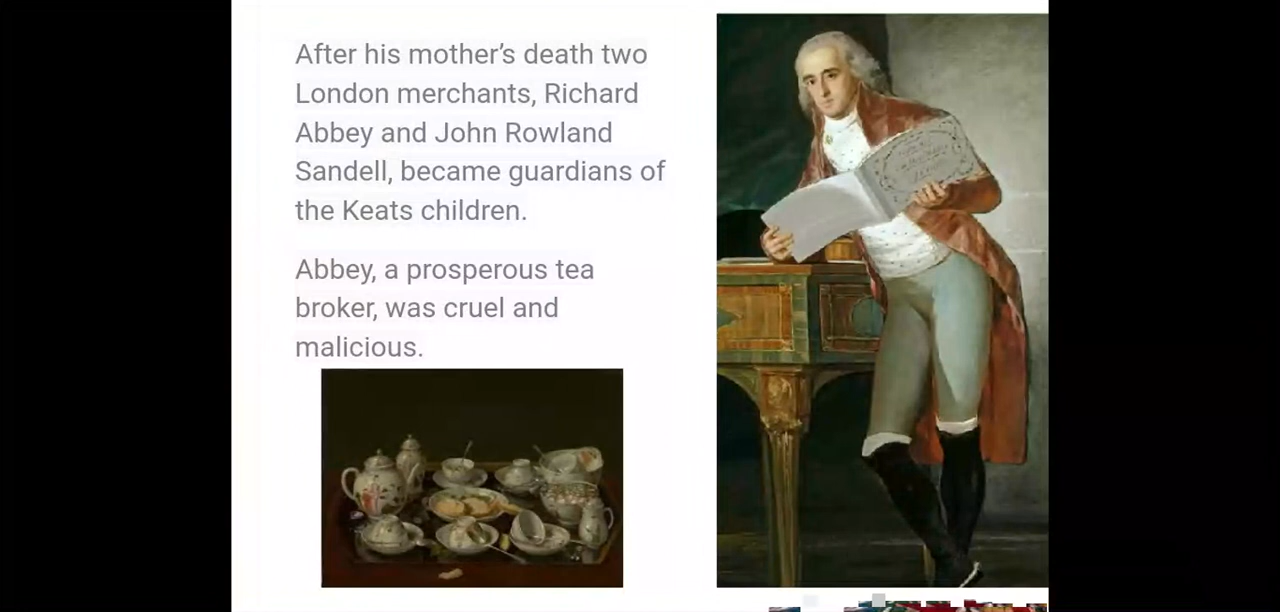 After his mother’s death two
London merchants, Richard
Abbey and John Rowland
Sandell, became guardians of
the Keats children.
Abbey, a prosperous tea
broker, was cruel and
malicious.